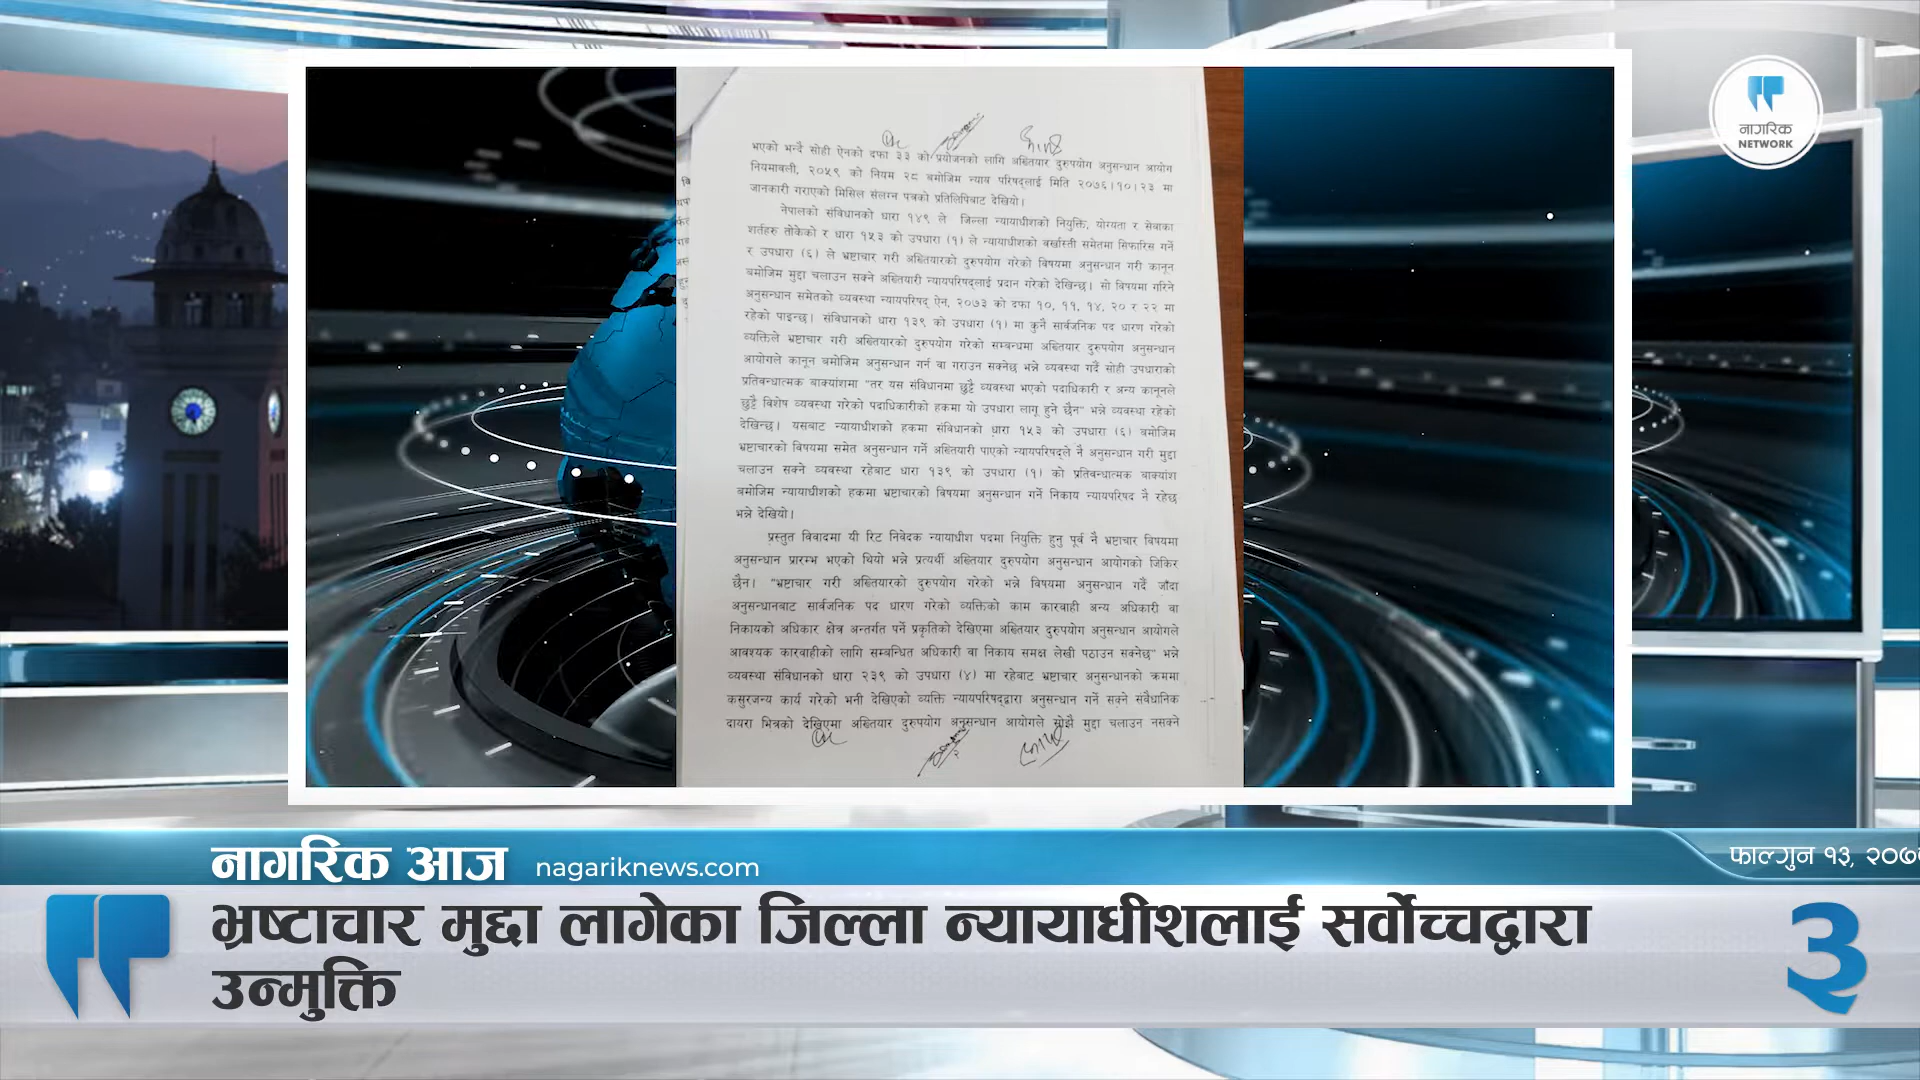 नागरिक
NETWORK
भएको भन्दै सोही ऐनको दफा ३३ को प्रयोजनको लागि अख्तियार दुरुपयोग अनुसन्धान आयोग
नियमावली, २०५९ को नियम २८ बमोजिम न्याय परिषद्लाई मिति २०७६।१०।२३ मा
जानकारी गराएको मिसिल संलग्न पत्रको प्रतिलिपिबाट देखियो।
नेपालको संविधानको धारा १४९ ले जिल्ला न्यायाधीशको नियुक्ति, योग्यता र सेवाका
शर्तहरु तोकेको र धारा १५३ को उपधारा (१) ले न्यायाधीशको बर्खास्ती समेतमा सिफारिस गर्ने
र उपधारा (६) ले भ्रष्टाचार गरी अख्तियारको दुरुपयोग गरेको विषयमा अनुसन्धान गरी कानून
बमोजिम मुद्दा चलाउन सक्ने अख्तियारी न्यायपरिषद्लाई प्रदान गरेको देखिन्छ। सो विषयमा गरिने
अनुसन्धान समेतको व्यवस्था न्यायपरिषद् ऐन, २०७३ को दफा १०, ११, १४, २० र २२ मा
रहेको पाइन्छ। संविधानको धारा १३९ को उपधारा (१) मा कुनै सार्वजनिक पद धारण गरेको
व्यक्तिले भ्रष्टाचार गरी अख्तियारको दुरुपयोग गरेको सम्बन्धमा अख्तियार दुरुपयोग अनुसन्धान
आयोगले कानून बमोजिम अनुसन्धान गर्न वा गराउन सक्नेछ भन्ने व्यवस्था गर्दै सोही उपधाराको
प्रतिबन्धात्मक बाक्यांशमा "तर यस संविधानमा छुट्टै व्यवस्था भएको पदाधिकारी र अन्य कानूनले
छुट्टै विशेष व्यवस्था गरेको पदाधिकारीको हकमा यो उपधारा लागू हुने छैन" भन्ने व्यवस्था रहेको
देखिन्छ। यसबाट न्यायाधीशको हकमा संविधानको धारा १५३ को उपधारा (६) बमोजिम
भ्रष्टाचारको विषयमा समेत अनुसन्धान गर्ने अख्तियारी पाएको न्यायपरिषद्ले नै अनुसन्धान गरी मुद्दा
चलाउन सक्ने व्यवस्था रहेबाट धारा १३९ को उपधारा (१) को प्रतिबन्धात्मक बाक्यांश
बमोजिम न्यायाधीशको हकमा भ्रष्टाचारको विषयमा अनुसन्धान गर्ने निकाय न्यायपरिषद नै रहेछ
भन्ने देखियो।
प्रस्तुत विवादमा यी रिट निवेदक न्यायाधीश पदमा नियुक्ति हुनु पूर्व नै भ्रष्टाचार विषयमा
अनुसन्धान प्रारम्भ भएको थियो भन्ने प्रत्यर्थी अख्तियार दुरुपयोग अनुसन्धान आयोगको जिकिर
छैन। "भ्रष्टाचार गरी अख्तियारको दुरुपयोग गरेको भन्ने विषयमा अनुसन्धान गर्दै जाँदा
अनुसन्धानबाट सार्वजनिक पद धारण गरेको व्यक्तिको काम कारवाही अन्य अधिकारी वा
निकायको अधिकार क्षेत्र अन्तर्गत पर्ने प्रकृतिको देखिएमा अख्तियार दुरुपयोग अनुसन्धान आयोगले
आवश्यक कारवाहीको लागि सम्बन्धित अधिकारी वा निकाय समक्ष लेखी पठाउन सक्नेछ" भन्ने
व्यवस्था संविधानको धारा २३९ को उपधारा (४) मा रहेबाट भ्रष्टाचार अनुसन्धानको क्रममा
कसुरजन्य कार्य गरेको भनी देखिएको व्यक्ति न्यायपरिषद्द्वारा अनुसन्धान गर्न सक्ने संवैधानिक
दायरा भित्रको देखिएमा अख्तियार दुरुपयोग अनुसन्धान आयोगले सोझै मुद्दा चलाउन नसक्ने
३
नागरिक आज nagariknews.com
फाल्गुन १३,
भ्रष्टाचार मुद्दा लागेका जिल्ला न्यायाधीशलाई सर्वोच्चद्वारा
उन्मुक्ति
३